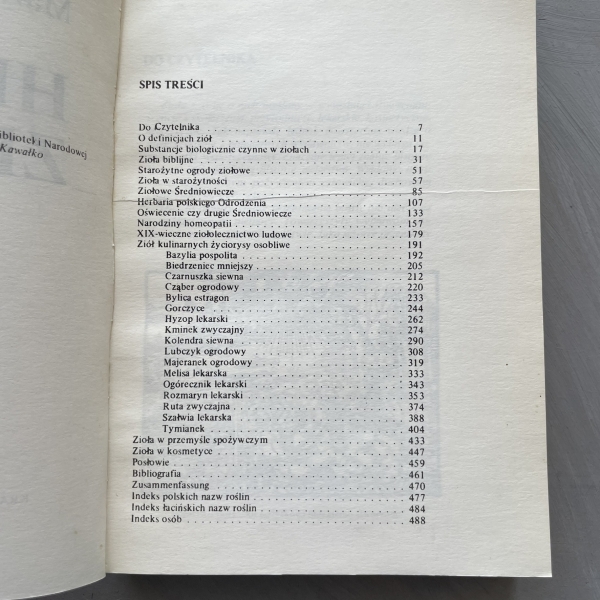 HI
Biblioteki Narodowej
Kawałko
SPIS TREŚCI
Do Czytelnika . . . 7
O definicjach ziół . . . 11
Substancje biologicznie czynne w ziołach . . . 17
Zioła biblijne . . . 31
Starożytne ogrody ziołowe . . . 51
Zioła w starożytności . . . 57
Ziołowe Średniowiecze . . . 85
Herbaria polskiego Odrodzenia . . . 107
Oświecenie czy drugie Średniowiecze . . . 133
Narodziny homeopatii . . . 157
XIX-wieczne ziołolecznictwo ludowe . . . 179
Ziół kulinarnych życiorysy osobliwe . . . 191
Bazylia pospolita . . . 192
Biedrzeniec mniejszy . . . 205
Czarnuszka siewna . . . 212
Cząber ogrodowy . . . 220
Bylica estragon . . . 233
Gorczyce . . . 244
Hyzop lekarski . . . 262
Kminek zwyczajny . . . 274
Kolendra siewna . . . 290
Lubczyk ogrodowy . . . 308
Majeranek ogrodowy . . . 319
Melisa lekarska . . . 333
Ogórecznik lekarski . . . 343
Rozmaryn lekarski . . . 353
Ruta zwyczajna . . . 374
Szałwia lekarska . . . 388
Tymianek . . . 404
Zioła w przemyśle spożywczym . . . 433
Zioła w kosmetyce . . . 447
Posłowie . . . 459
Bibliografia . . . 461
Zusammenfassung . . . 470
Indeks polskich nazw roślin . . . 477
Indeks łacińskich nazw roślin . . . 484
Indeks osób . . . 488